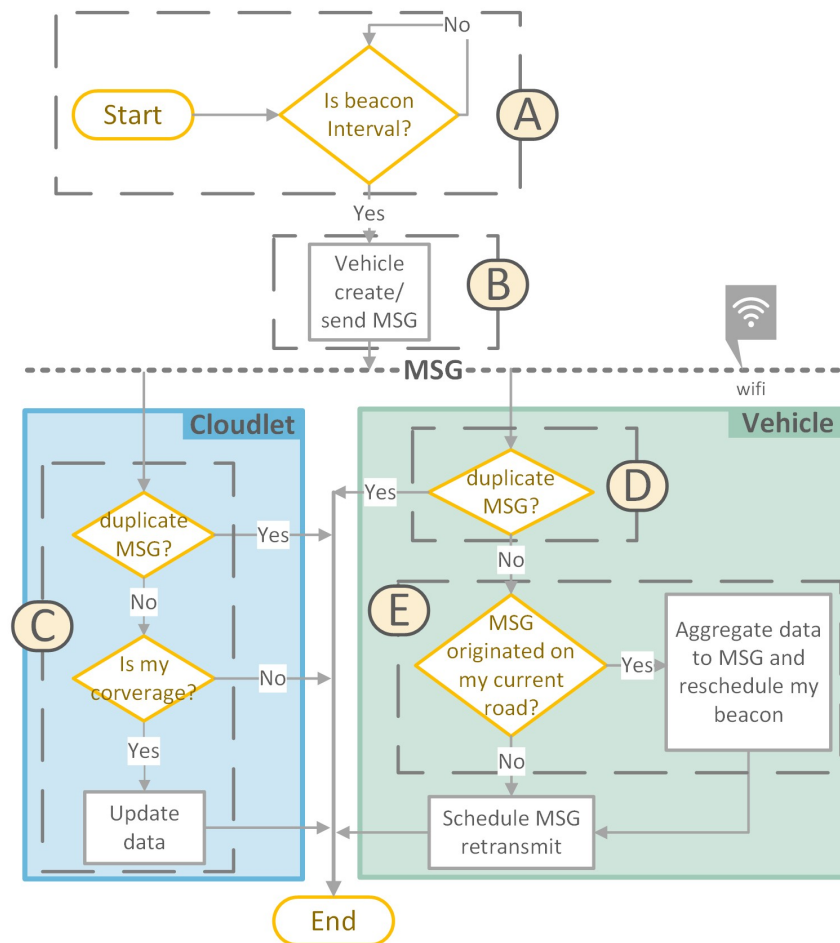 No
Start
Is beacon
Interval?
A
Yes
Vehicle
create/
send MSG
B
MSG
wifi
Cloudlet
Vehicle
duplicate
MSG?
Yes
D
duplicate
MSG?
Yes
No
No
C
E
MSG
originated on
my current
road?
Yes
Aggregate data
to MSG and
reschedule my
beacon
Is my
corverage?
No
Yes
No
Update
data
Schedule MSG
retransmit
End